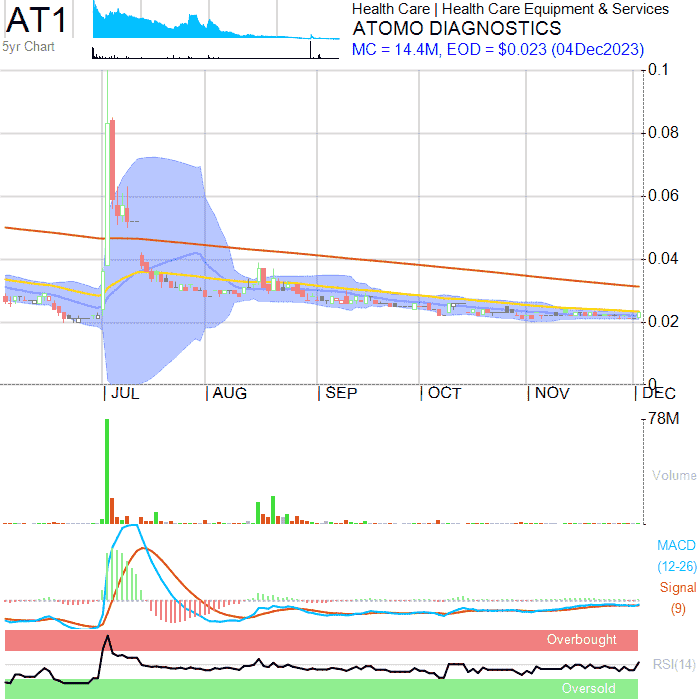 AT1
5yr Chart
Health Care | Health Care Equipment & Services
ATOMO DIAGNOSTICS
MC = 14.4M, EOD = $0.023 (04Dec2023)
0.1
0.08
0.06
0.04
0.02
0
| JUL | AUG | SEP | OCT | NOV | DEC
78M
Volume
MACD
(12-26)
Signal
(9)
Overbought
RSI(14)
Oversold